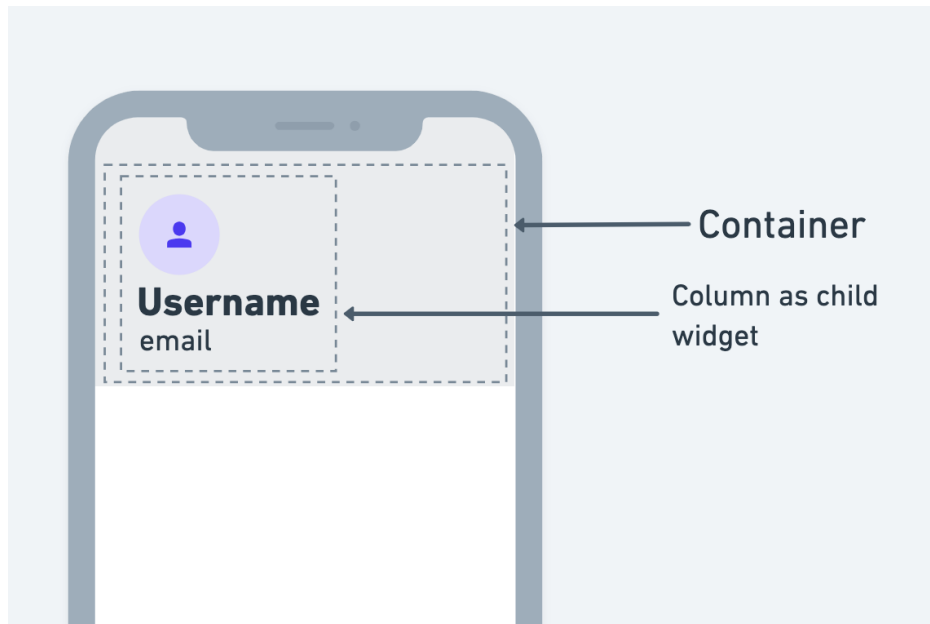 Container
Username
email
Column as child
widget